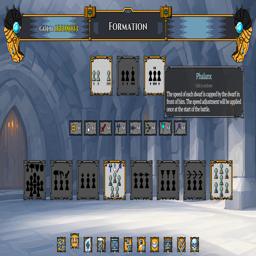 FORMATION
Phalanx
The speed of each dwarf is capped by the dwarf in
front of him. The speed adjustment will be applied
once at the start of the battle.